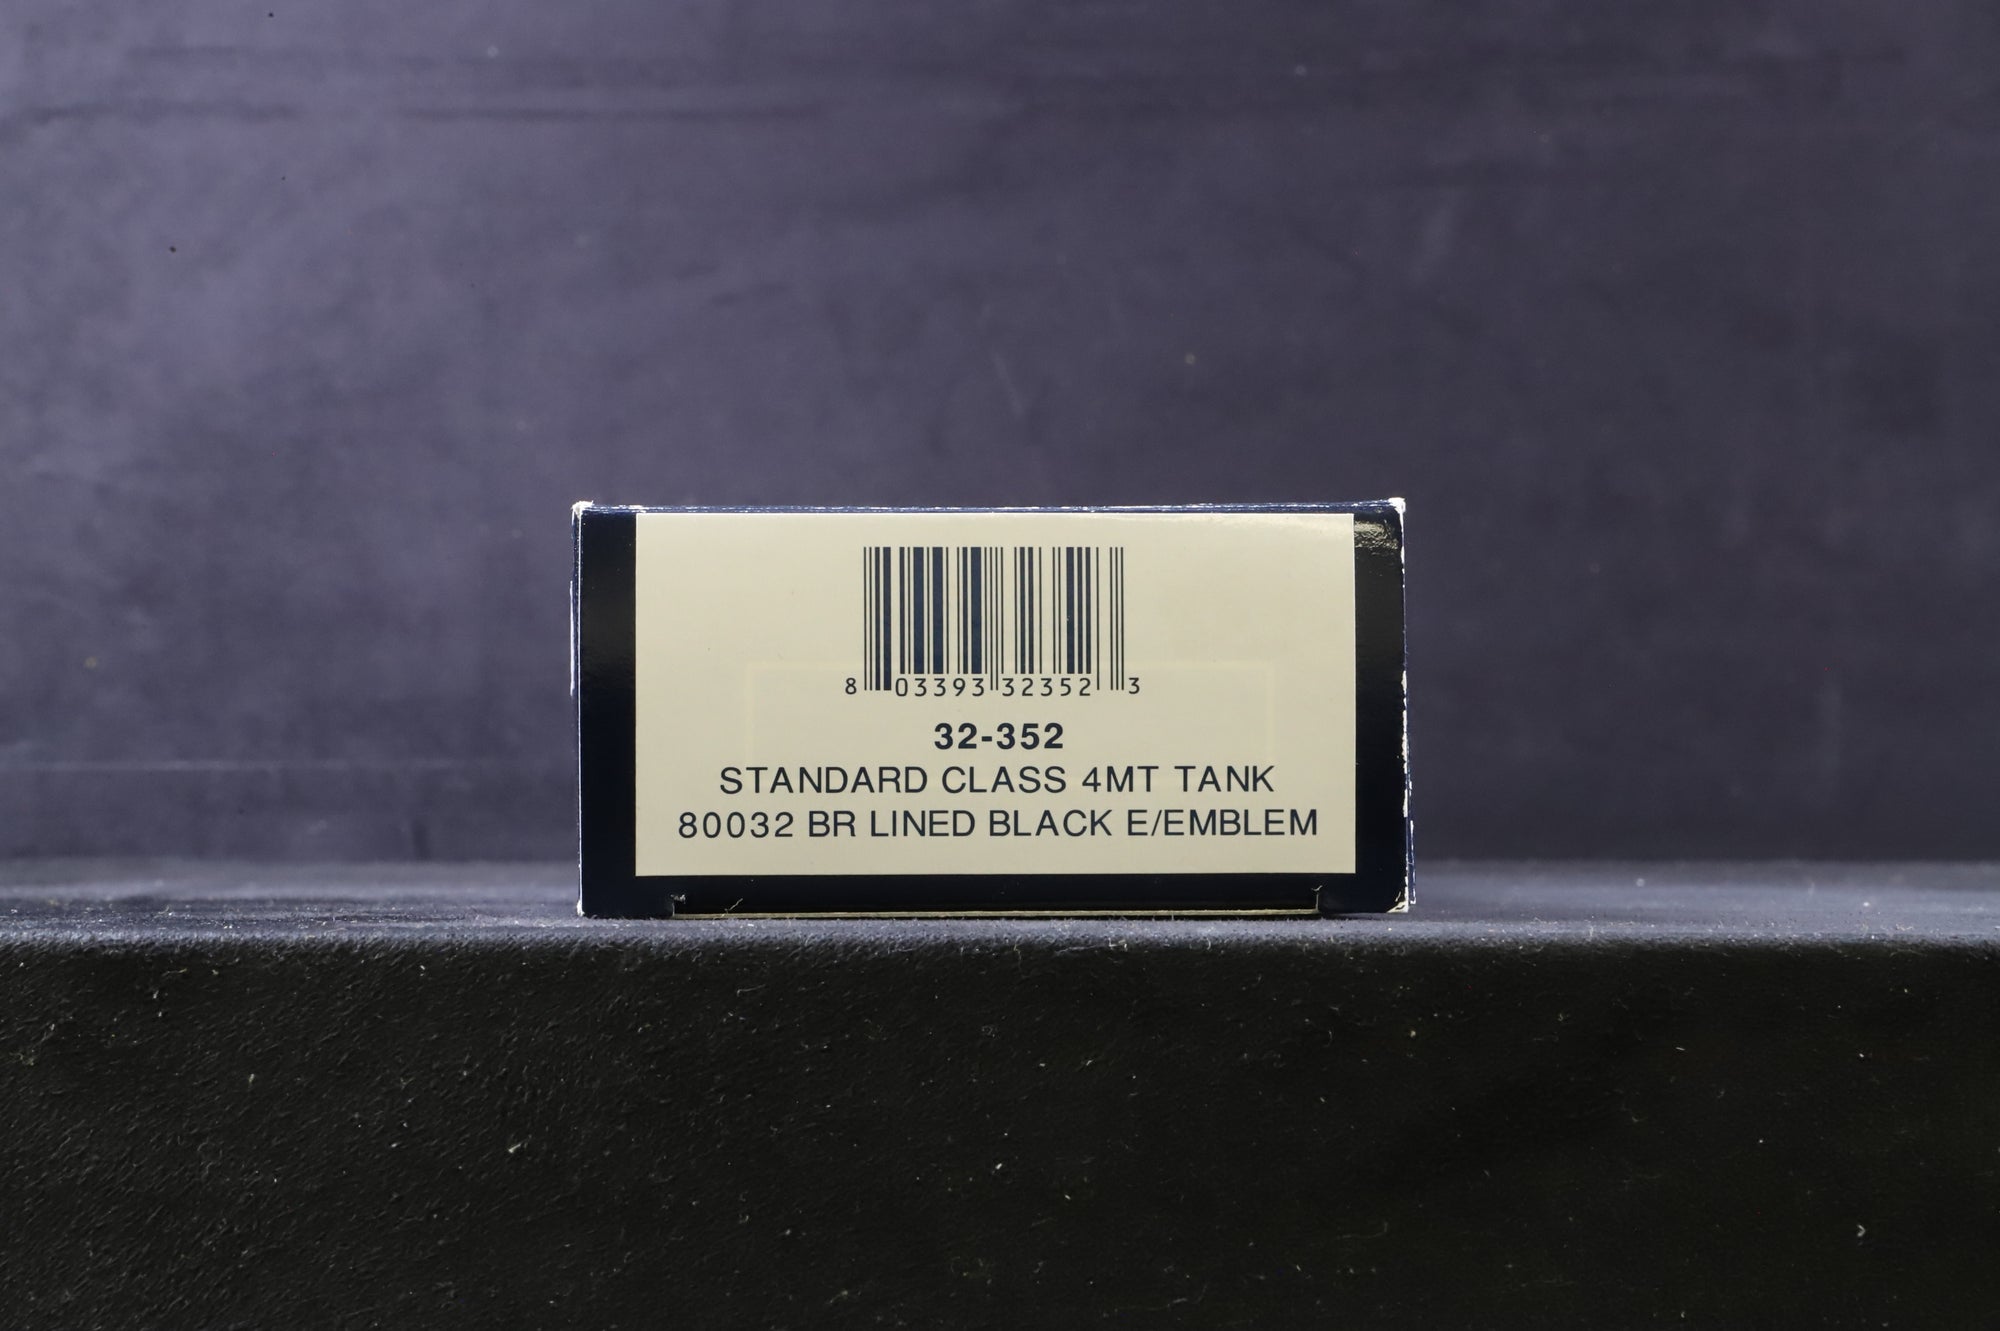 8 03393 32352 3
32-352
STANDARD CLASS 4MT TANK
80032 BR LINED BLACK E/EMBLEM